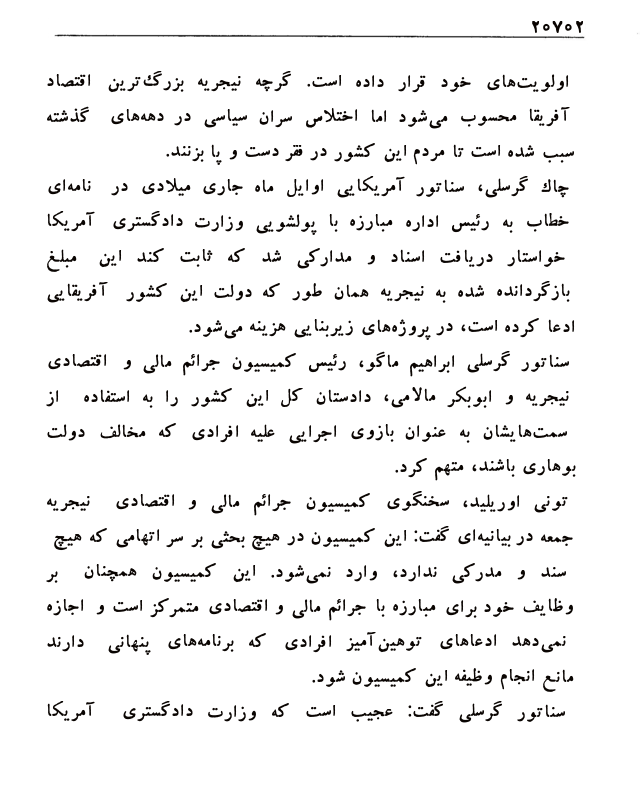 ۲۰۷۰۲
اولویت‌های خود قرار داده است. گرچه نیجریه بزرگ‌ترین اقتصاد
آفریقا محسوب می‌شود اما اختلاس سران سیاسی در دهه‌های گذشته
سبب شده است تا مردم این کشور در فقر دست و پا بزنند.
چاك گرسلی، سناتور آمریکایی اوایل ماه جاری میلادی در نامه‌ای
خطاب به رئیس اداره مبارزه با پولشویی وزارت دادگستری آمریکا
خواستار دریافت اسناد و مدارکی شد که ثابت کند این مبلغ
بازگردانده شده به نیجریه همان طور که دولت این کشور آفریقایی
ادعا کرده است، در پروژه‌های زیربنایی هزینه می‌شود.
سناتور گرسلی ابراهیم ماگو، رئیس کمیسیون جرائم مالی و اقتصادی
نیجریه و ابوبکر مالامی، دادستان کل این کشور را به استفاده از
سمت‌هایشان به عنوان بازوی اجرایی علیه افرادی که مخالف دولت
بوهاری باشند، متهم کرد.
تونی اوریلید، سخنگوی کمیسیون جرائم مالی و اقتصادی نیجریه
جمعه در بیانیه‌ای گفت: این کمیسیون در هیچ بحثی بر سر اتهامی که هیچ
سند و مدرکی ندارد، وارد نمی‌شود. این کمیسیون همچنان بر
وظایف خود برای مبارزه با جرائم مالی و اقتصادی متمرکز است و اجازه
نمی‌دهد ادعاهای توهین‌آمیز افرادی که برنامه‌های پنهانی دارند
مانع انجام وظیفه این کمیسیون شود.
سناتور گرسلی گفت: عجیب است که وزارت دادگستری آمریکا